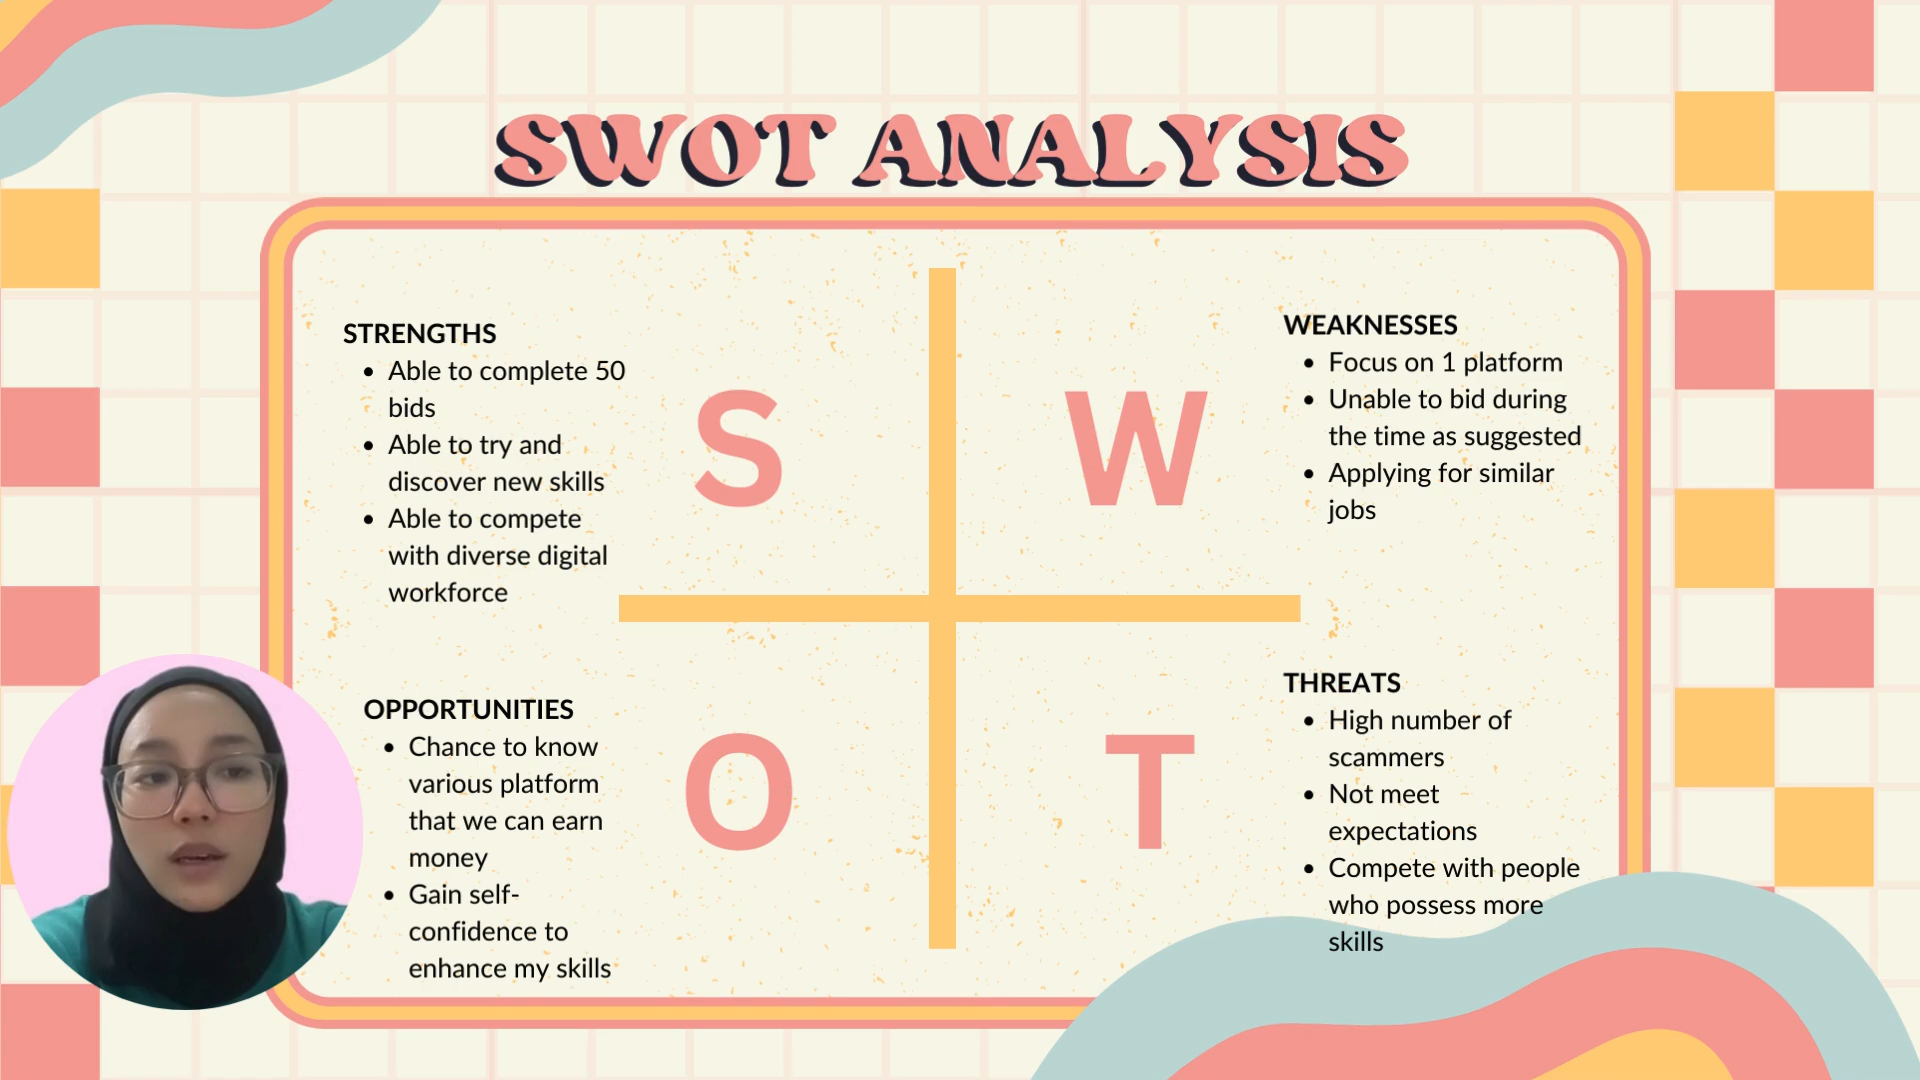 SWOT ANALYSIS
STRENGTHS
• Able to complete 50
bids
• Able to try and
discover new skills
• Able to compete
with diverse digital
workforce
S
W
WEAKNESSES
• Focus on 1 platform
• Unable to bid during
the time as suggested
• Applying for similar
jobs
OPPORTUNITIES
• Chance to know
various platform
that we can earn
money
• Gain self-
confidence to
enhance my skills
O
T
THREATS
• High number of
scammers
• Not meet
expectations
• Compete with people
who possess more
skills